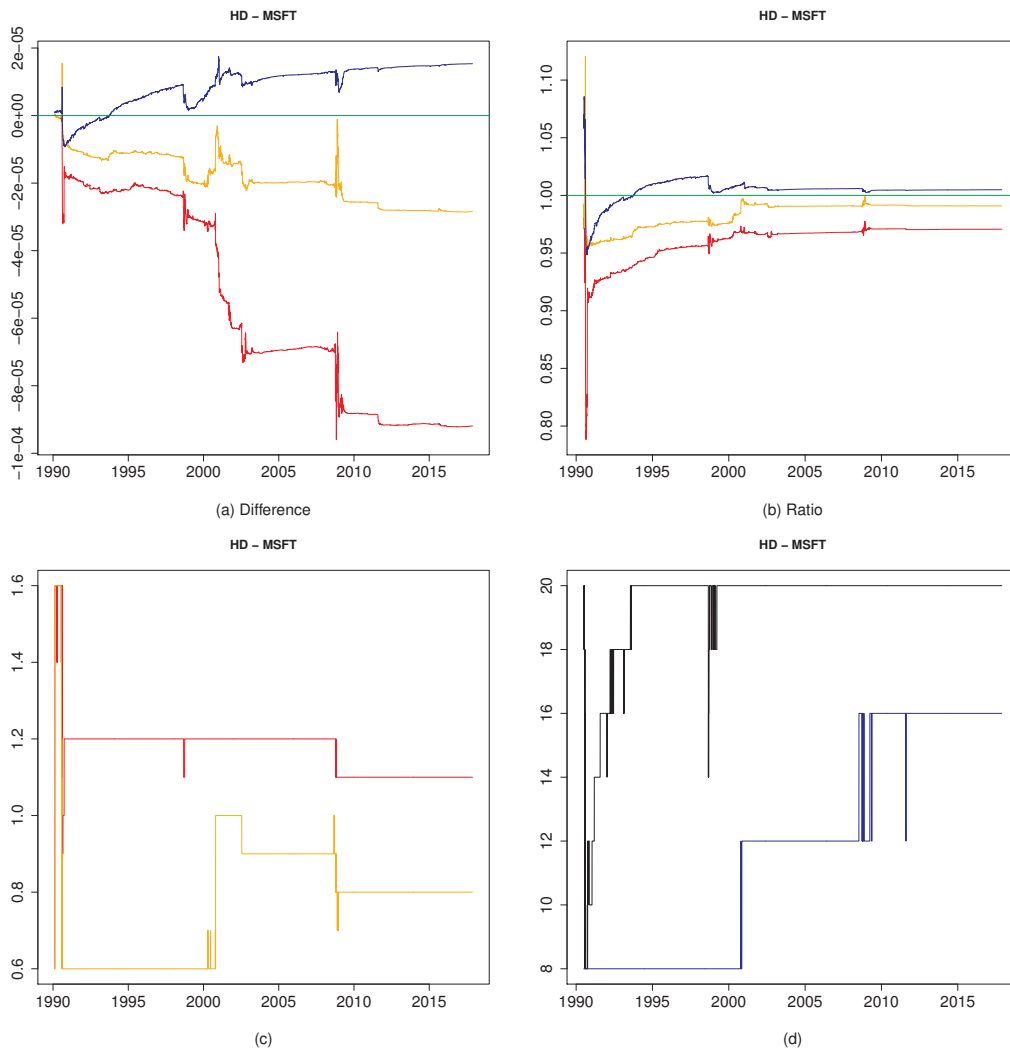 HD − MSFT
2e−05
0e+00
−2e−05
−4e−05
−6e−05
−8e−05
−1e−04
1990 1995 2000 2005 2010 2015
(a) Difference
HD − MSFT
1.10
1.05
1.00
0.95
0.90
0.85
0.80
1990 1995 2000 2005 2010 2015
(b) Ratio
HD − MSFT
1.6
1.4
1.2
1.0
0.8
0.6
1990 1995 2000 2005 2010 2015
(c)
HD − MSFT
20
18
16
14
12
10
8
1990 1995 2000 2005 2010 2015
(d)